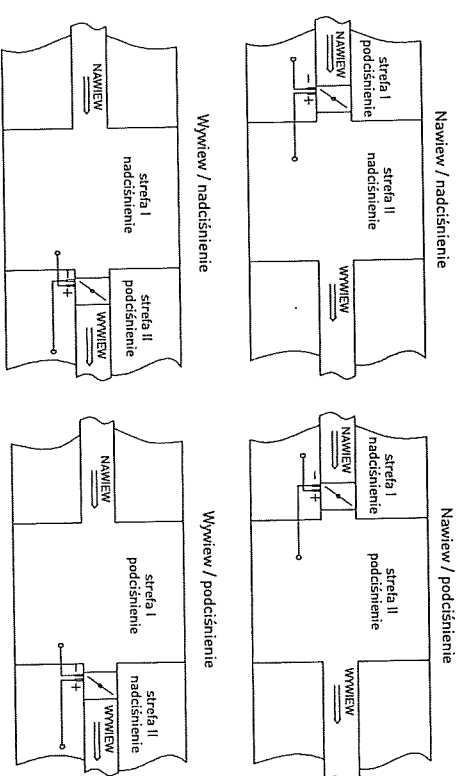 Nawiew / nadciśnienie
strefa I
podciśnienie
strefa II
nadciśnienie
NAWIEW
WYWIEW
− +
Nawiew / podciśnienie
strefa I
nadciśnienie
strefa II
podciśnienie
NAWIEW
WYWIEW
− +
Wywiew / nadciśnienie
strefa I
nadciśnienie
strefa II
podciśnienie
NAWIEW
WYWIEW
− +
Wywiew / podciśnienie
strefa I
podciśnienie
strefa II
nadciśnienie
NAWIEW
WYWIEW
− +